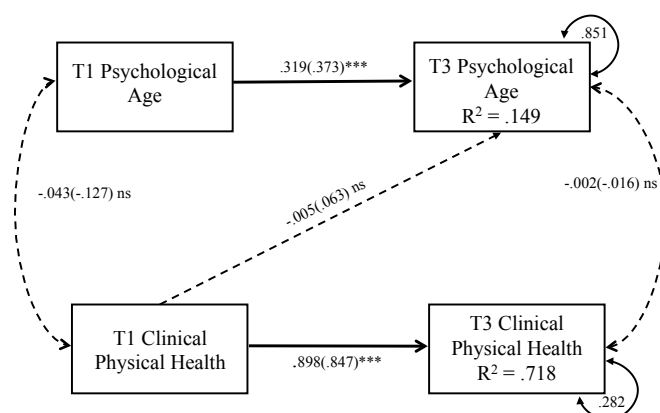 .851
T1 Psychological
Age
.319(.373)***
T3 Psychological
Age
R² = .149
-.043(-.127) ns
-.005(.063) ns
-.002(-.016) ns
T1 Clinical
Physical Health
.898(.847)***
T3 Clinical
Physical Health
R² = .718
.282